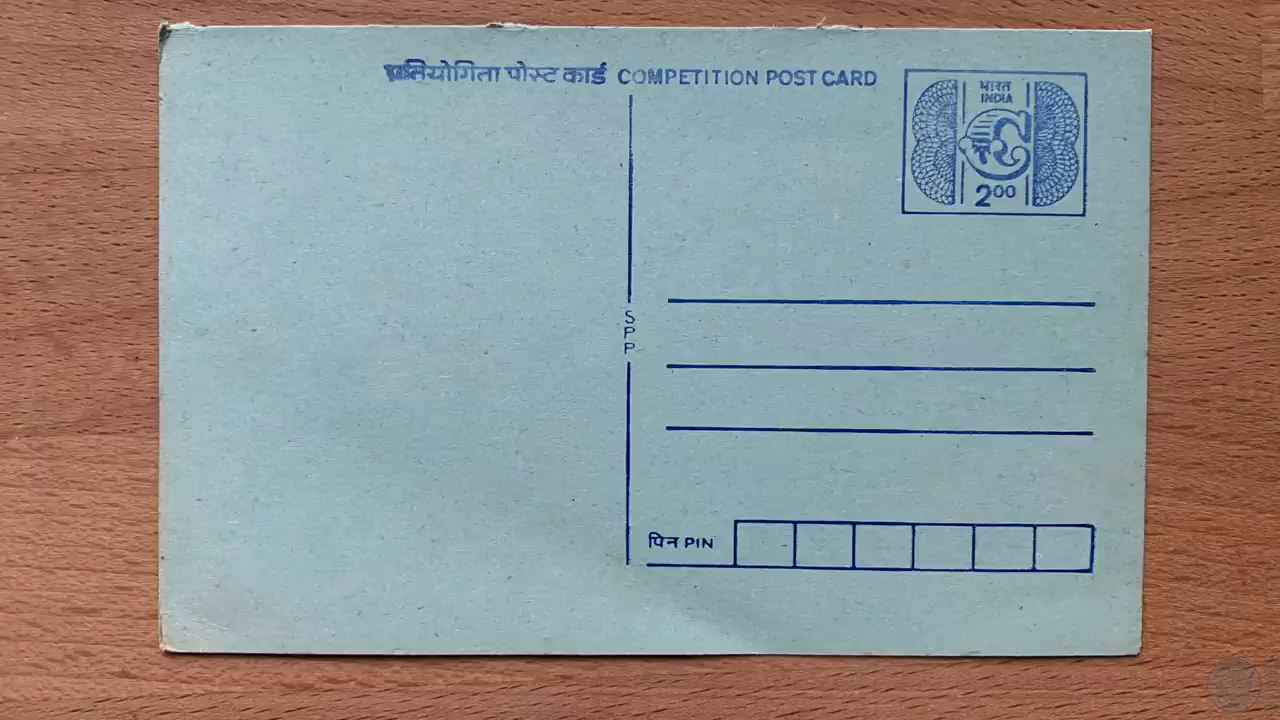 प्रतियोगिता पोस्ट कार्ड COMPETITION POST CARD
भारत
INDIA
2.00
SPP
पिन PIN